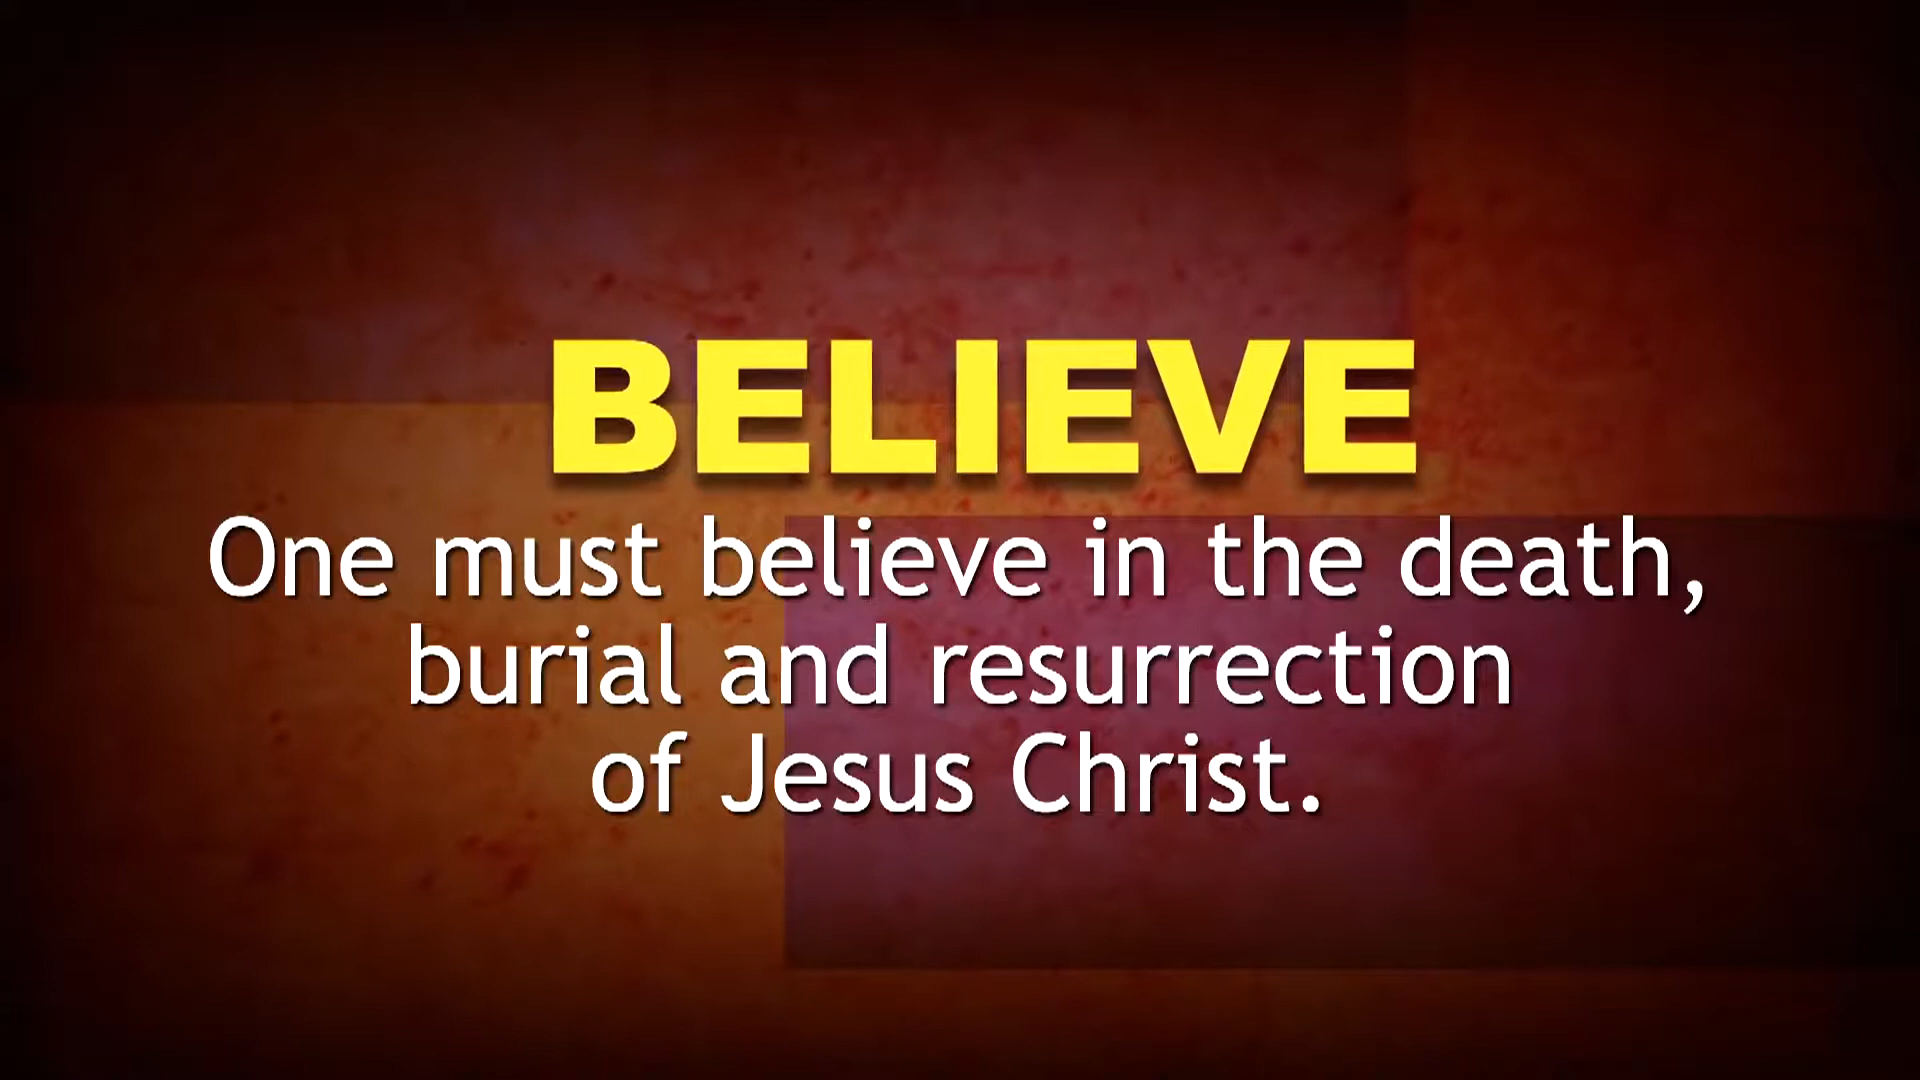 BELIEVE
One must believe in the death,
burial and resurrection
of Jesus Christ.